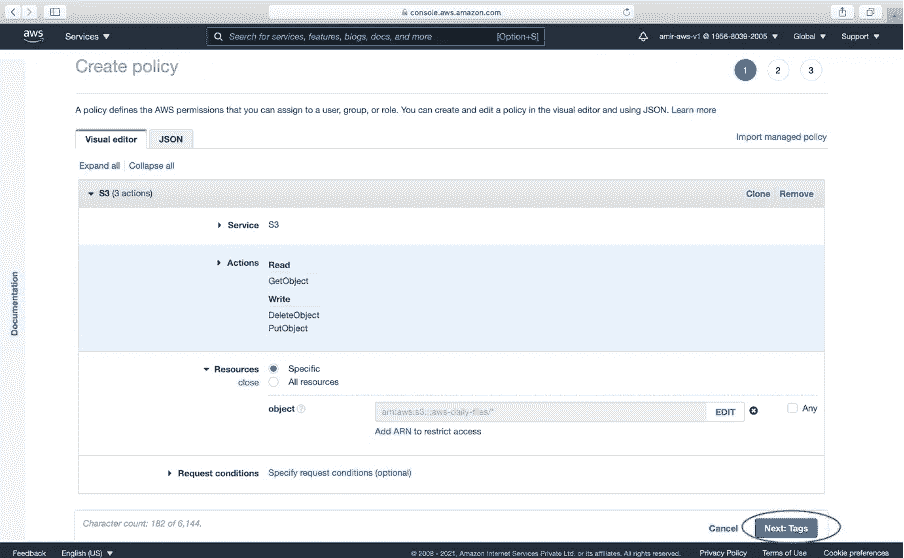 console.aws.amazon.com
aws
Services
Search for services, features, blogs, docs, and more [Option+S]
amir-aws-v1 @ 1956-8039-2005
Global
Support
Create policy
1 2 3
A policy defines the AWS permissions that you can assign to a user, group, or role. You can create and edit a policy in the visual editor and using JSON. Learn more
Visual editor JSON
Import managed policy
Expand all Collapse all
S3 (3 actions)
Clone Remove
Service S3
Actions Read
GetObject
Write
DeleteObject
PutObject
Resources Specific
close All resources
object arn:aws:s3:::aws-daily-files/* EDIT Any
Add ARN to restrict access
Request conditions Specify request conditions (optional)
Documentation
Character count: 182 of 6,144.
Cancel Next: Tags
Feedback English (US) © 2008 - 2021, Amazon Internet Services Private Ltd. or its affiliates. All rights reserved. Privacy Policy Terms of Use Cookie preferences